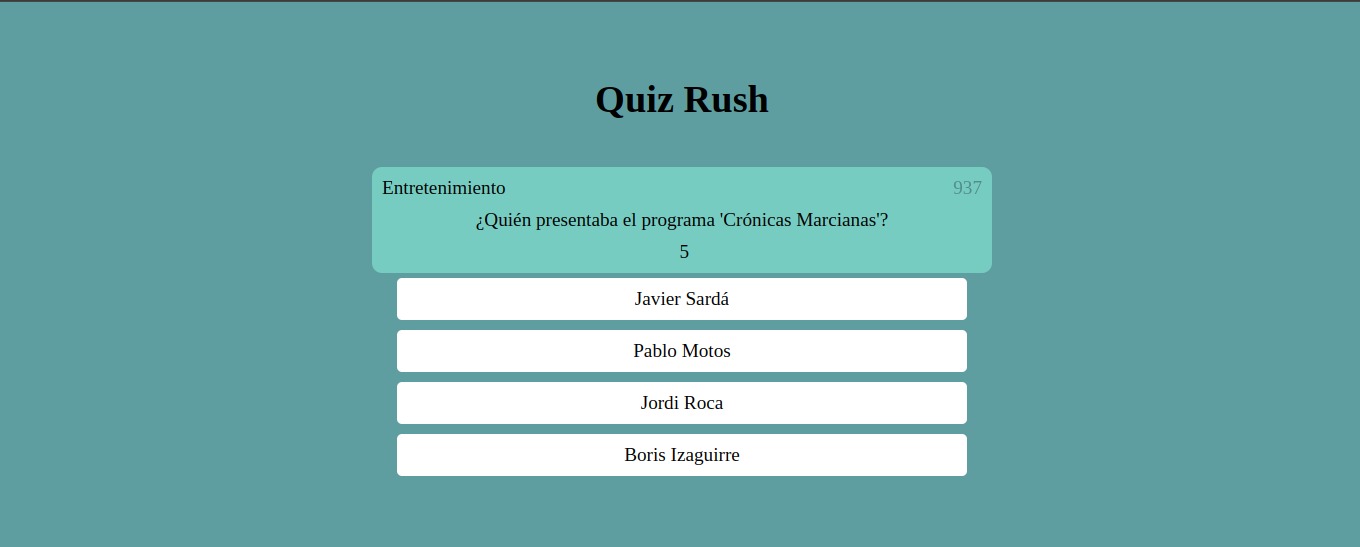 Quiz Rush
Entretenimiento 937
¿Quién presentaba el programa 'Crónicas Marcianas'?
5
Javier Sardá
Pablo Motos
Jordi Roca
Boris Izaguirre